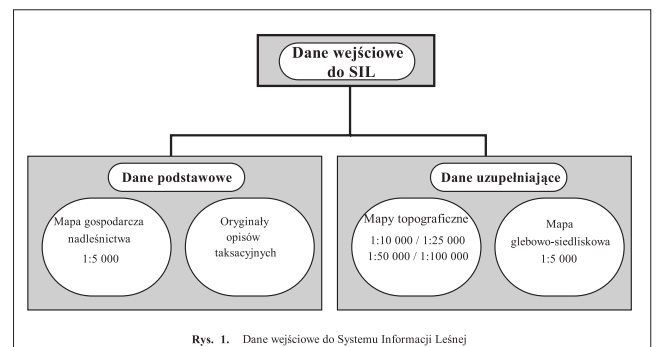 Dane wejściowe
do SIL
Dane podstawowe
Mapa gospodarcza
nadleśnictwa
1:5 000
Oryginały
opisów
taksacyjnych
Dane uzupełniające
Mapy topograficzne
1:10 000 / 1:25 000
1:50 000 / 1:100 000
Mapa
glebowo-siedliskowa
1:5 000
Rys. 1. Dane wejściowe do Systemu Informacji Leśnej